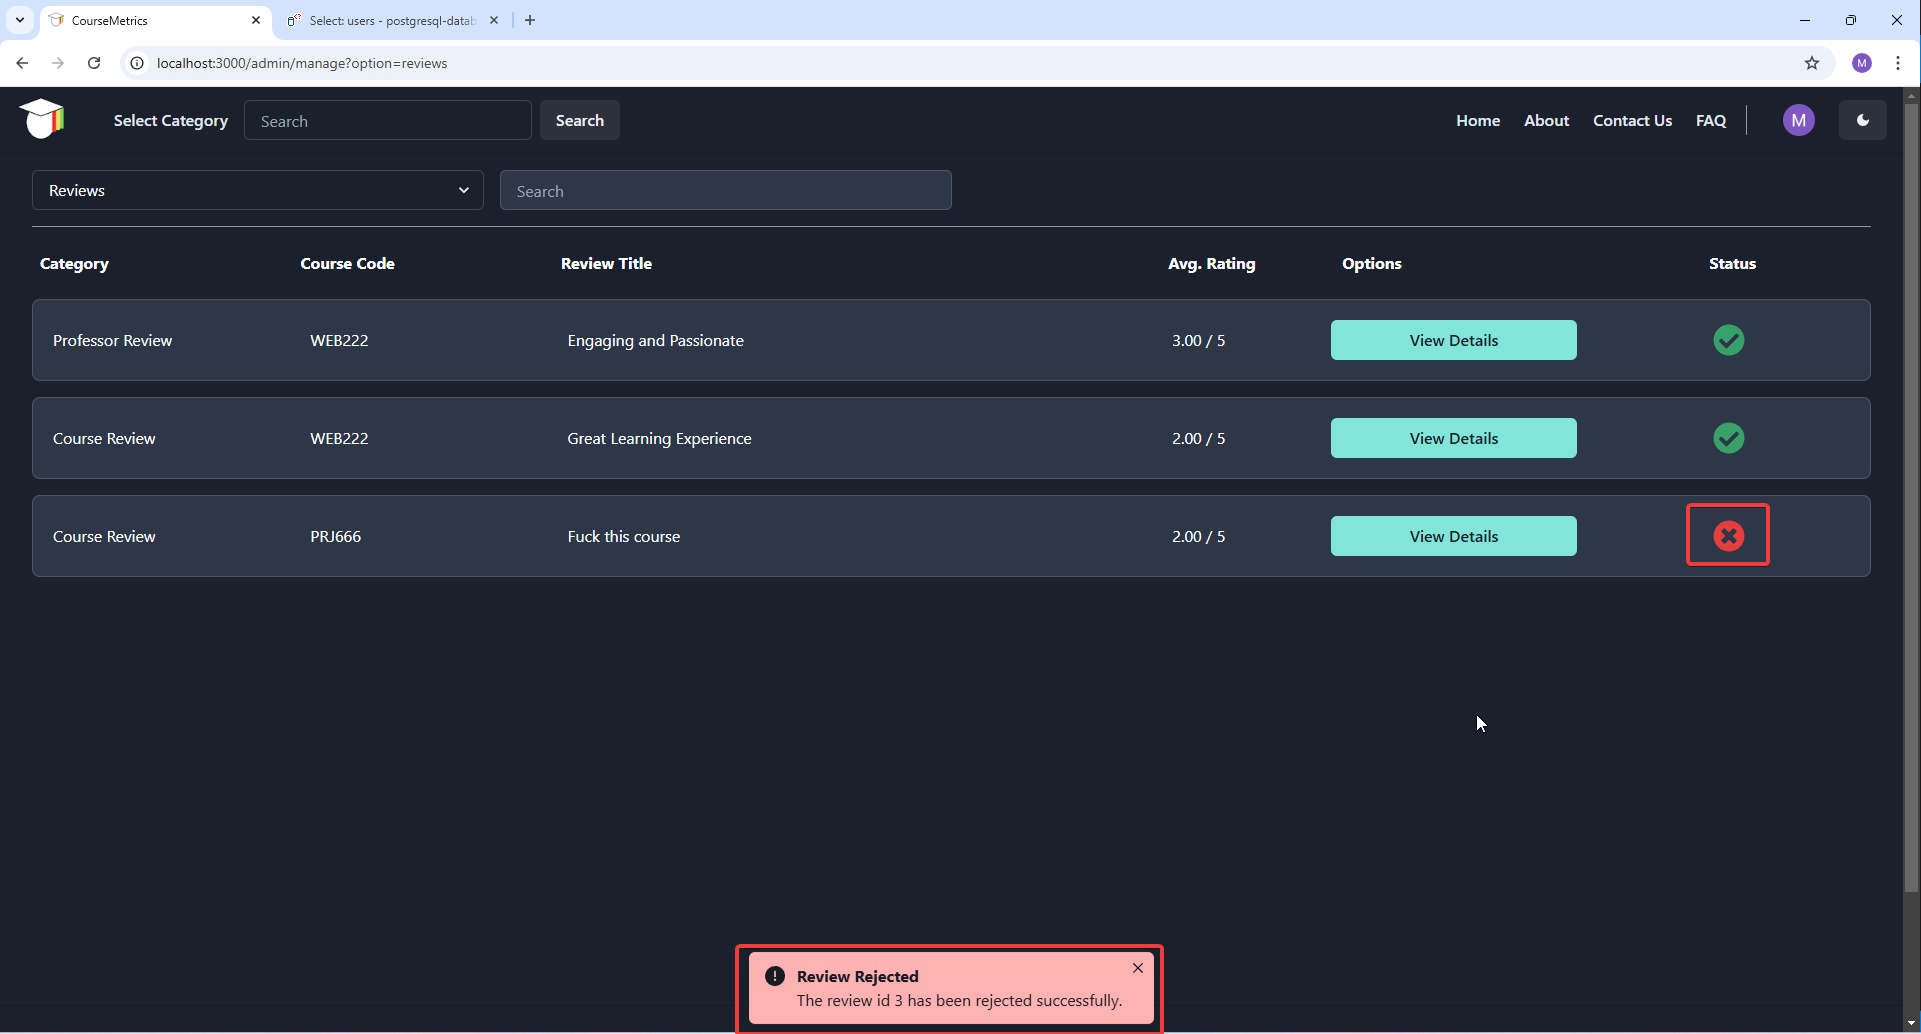 CourseMetrics
Select: users - postgresql-datab
localhost:3000/admin/manage?option=reviews
M
Select Category
Search
Search
Home
About
Contact Us
FAQ
M
Reviews
Search
Category
Course Code
Review Title
Avg. Rating
Options
Status
Professor Review
WEB222
Engaging and Passionate
3.00 / 5
View Details
Course Review
WEB222
Great Learning Experience
2.00 / 5
View Details
Course Review
PRJ666
Fuck this course
2.00 / 5
View Details
Review Rejected
The review id 3 has been rejected successfully.